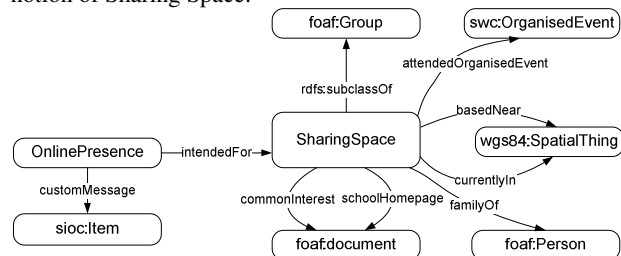 notion of Sharing Space.
foaf:Group
swc:OrganisedEvent
attendedOrganisedEvent
rdfs:subclassOf
basedNear
OnlinePresence
intendedFor
SharingSpace
wgs84:SpatialThing
currentlyIn
customMessage
commonInterest
schoolHomepage
familyOf
sioc:Item
foaf:document
foaf:Person